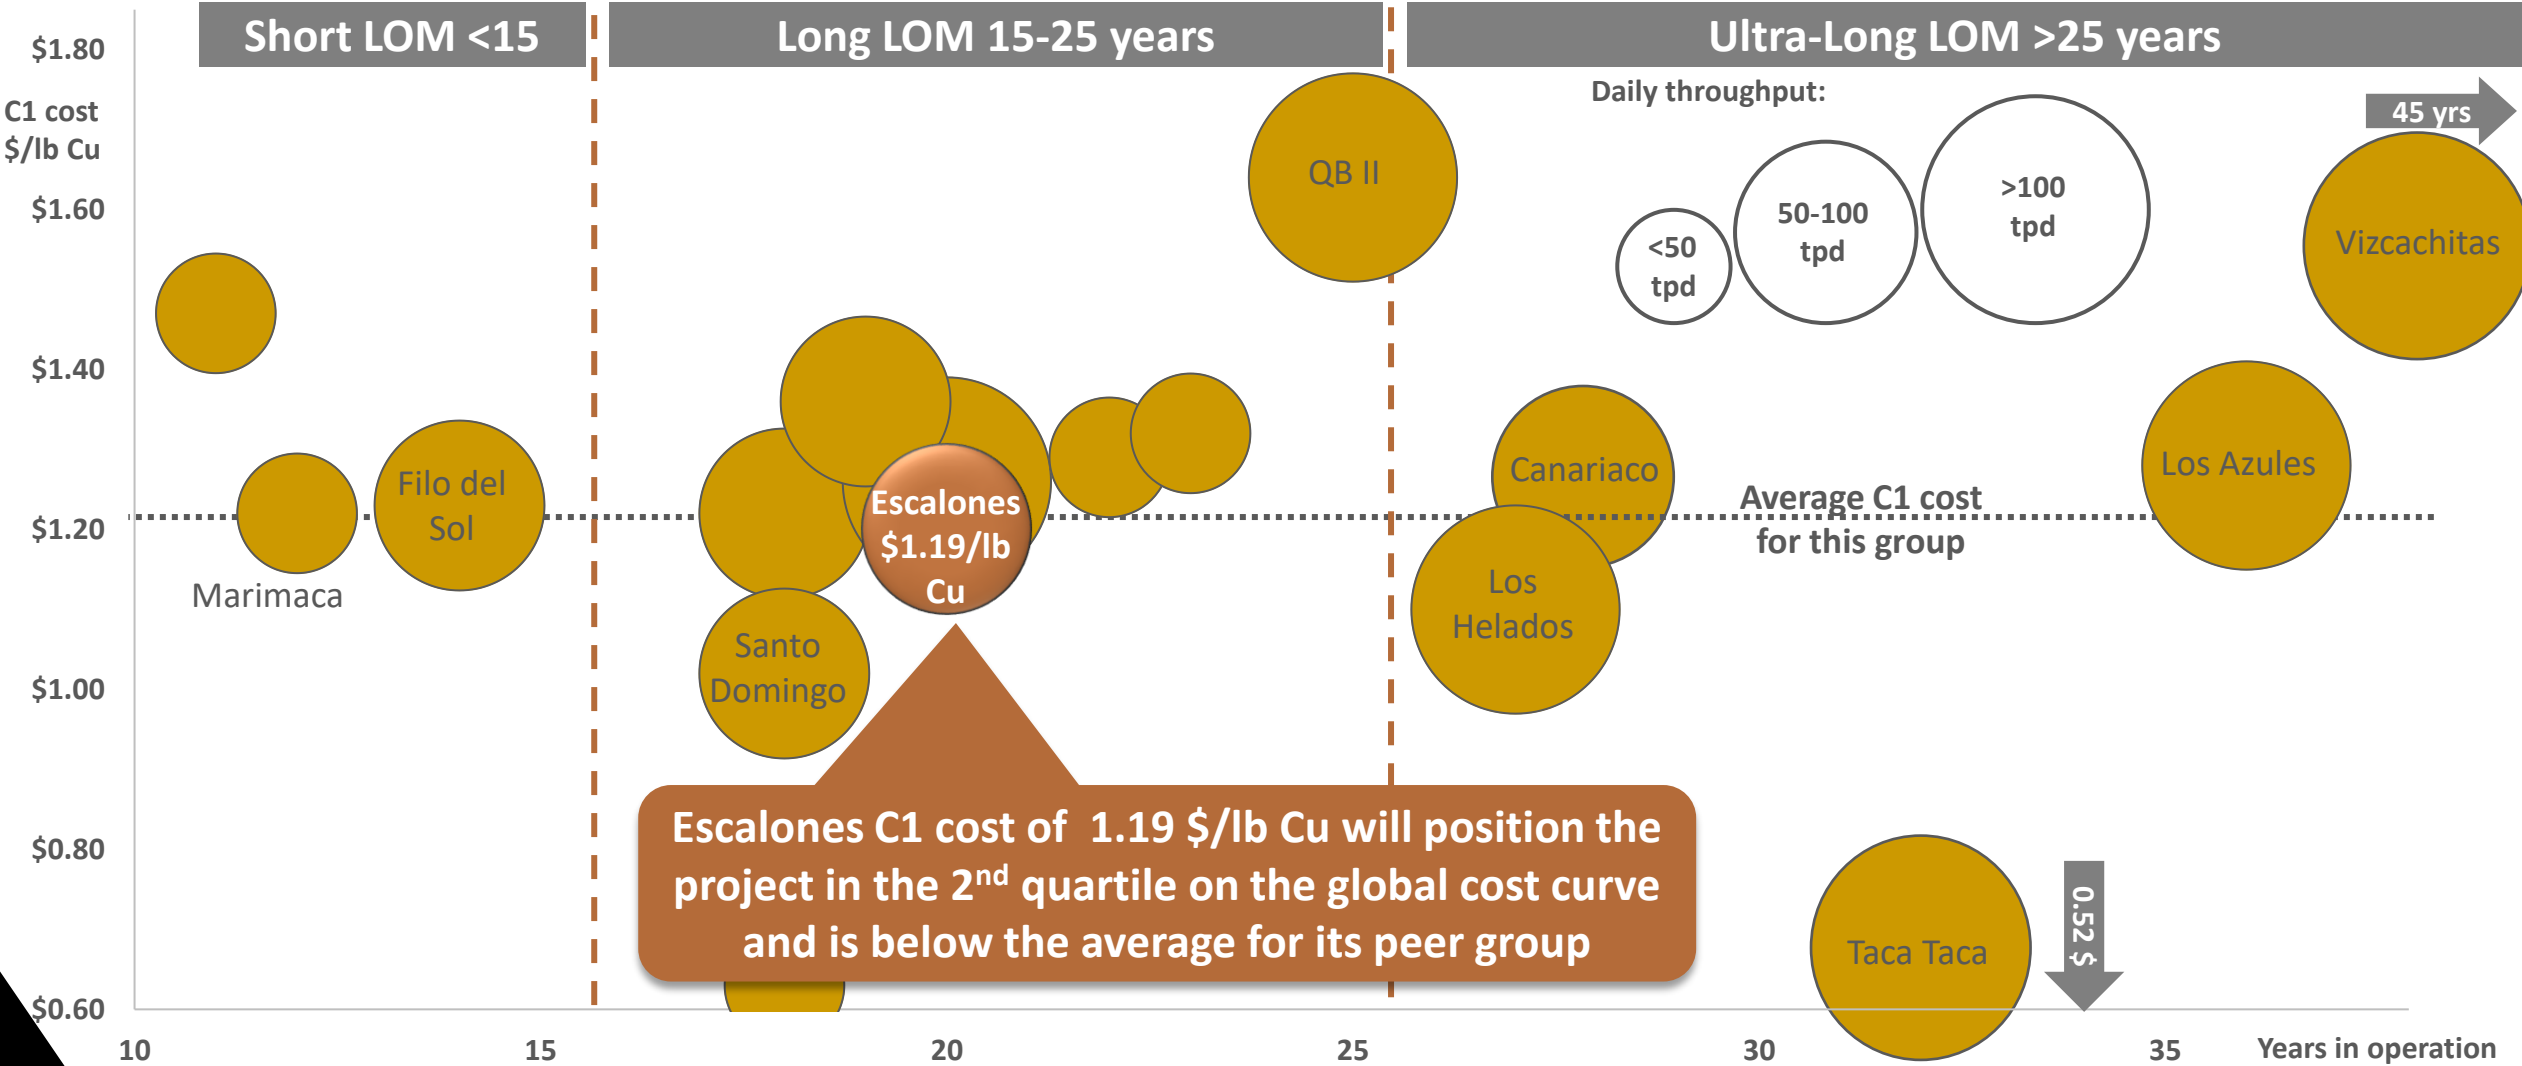 Short LOM <15
Long LOM 15-25 years
Ultra-Long LOM >25 years
$1.80
C1 cost
$/lb Cu
$1.60
$1.40
$1.20
$1.00
$0.80
$0.60
Daily throughput:
<50
tpd
50-100
tpd
>100
tpd
45 yrs
QB II
Vizcachitas
Filo del
Sol
Marimaca
Escalones
$1.19/lb
Cu
Santo
Domingo
Canariaco
Los
Helados
Average C1 cost
for this group
Los Azules
Taca Taca
0.52 $
Escalones C1 cost of 1.19 $/lb Cu will position the
project in the 2nd quartile on the global cost curve
and is below the average for its peer group
10
15
20
25
30
35
Years in operation